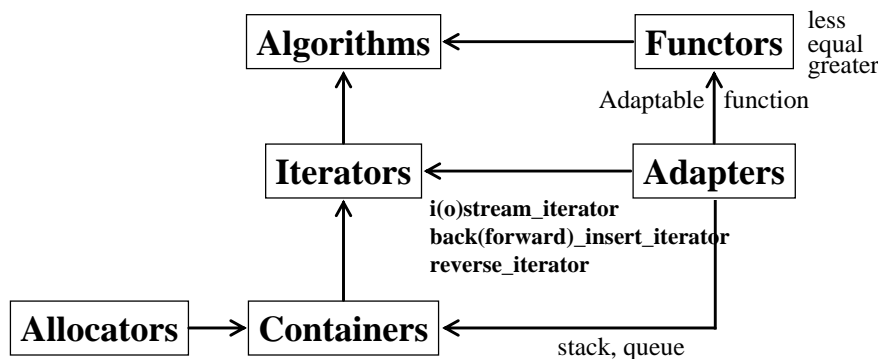 Algorithms
Functors
less
equal
greater
Adaptable function
Iterators
Adapters
i(o)stream_iterator
back(forward)_insert_iterator
reverse_iterator
Allocators
Containers
stack, queue